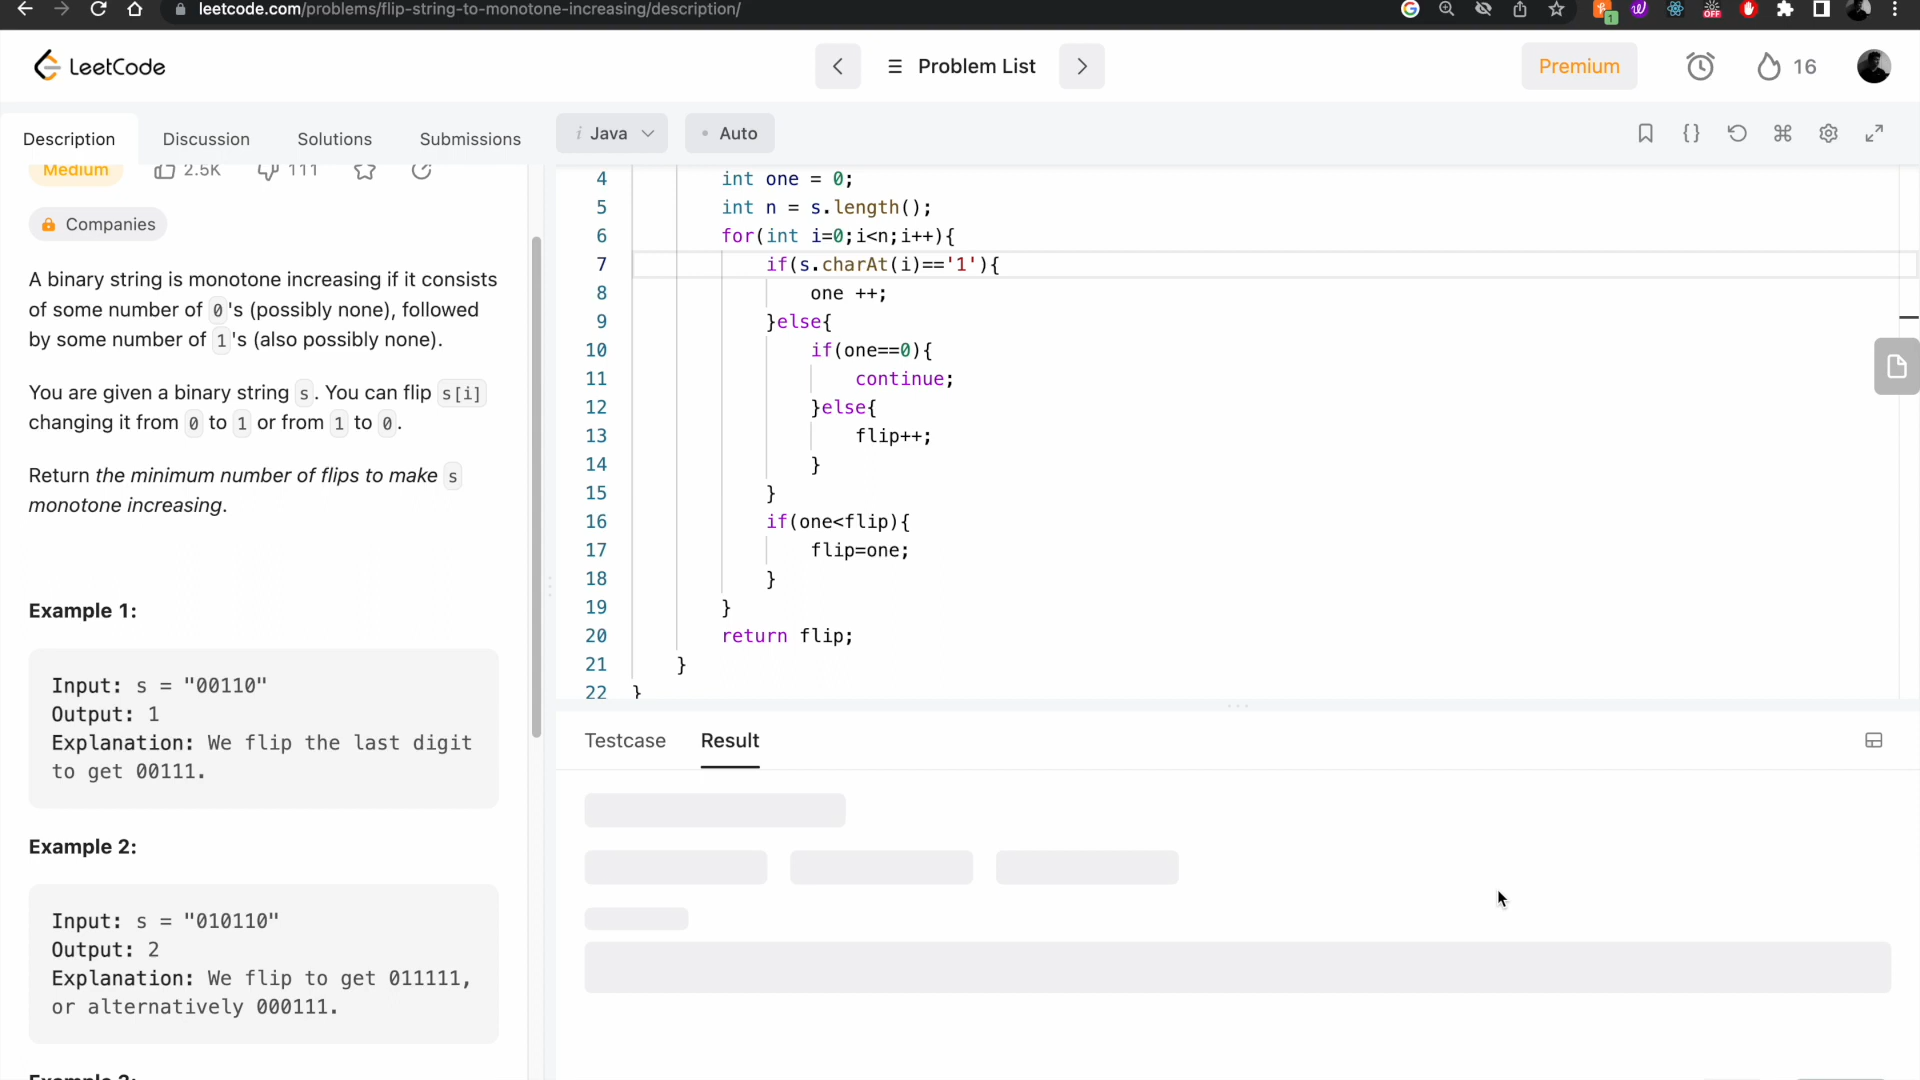 leetcode.com/problems/flip-string-to-monotone-increasing/description/
1
OFF
LeetCode
Problem List
Premium
16
Description
Discussion
Solutions
Submissions
Java
Auto
Medium
2.5K
111
Companies
A binary string is monotone increasing if it consists
of some number of 0's (possibly none), followed
by some number of 1's (also possibly none).
You are given a binary string s. You can flip s[i]
changing it from 0 to 1 or from 1 to 0.
Return the minimum number of flips to make s
monotone increasing.
Example 1:
Input: s = "00110"
Output: 1
Explanation: We flip the last digit
to get 00111.
Example 2:
Input: s = "010110"
Output: 2
Explanation: We flip to get 011111,
or alternatively 000111.
4 int one = 0;
5 int n = s.length();
6 for(int i=0;i<n;i++){
7 if(s.charAt(i)=='1'){
8 one ++;
9 }else{
10 if(one==0){
11 continue;
12 }else{
13 flip++;
14 }
15 }
16 if(one<flip){
17 flip=one;
18 }
19 }
20 return flip;
21 }
22 }
Testcase
Result